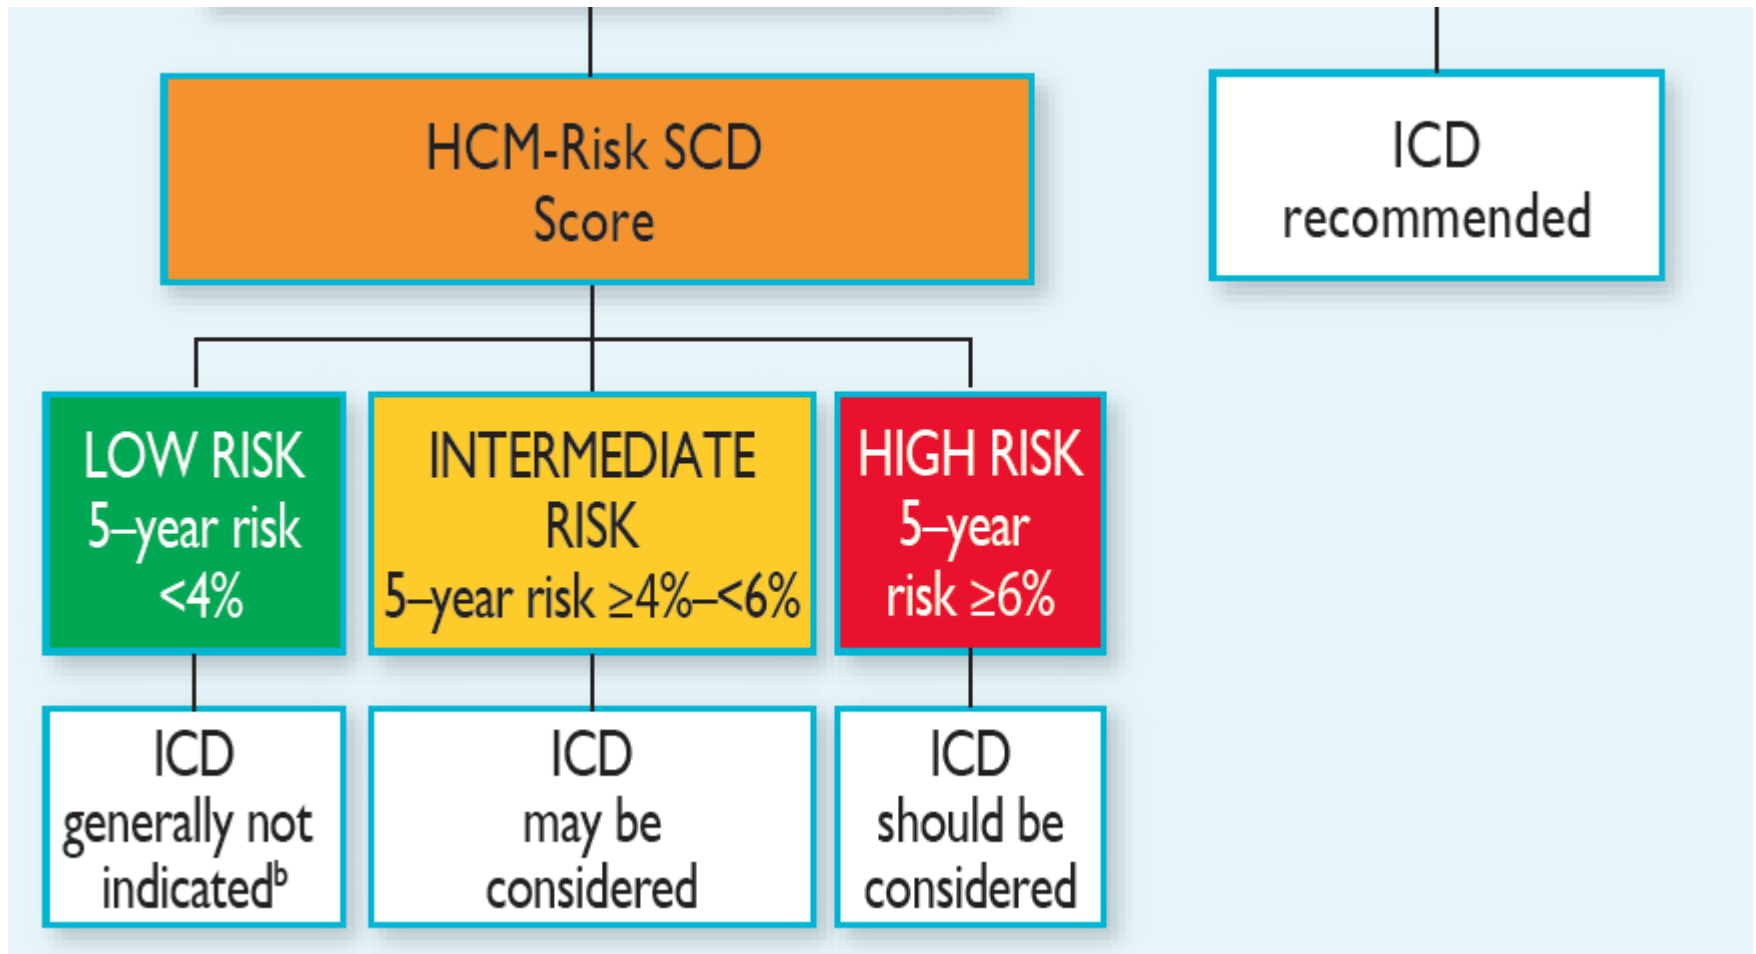 HCM-Risk SCD
Score
ICD
recommended
LOW RISK
5–year risk
<4%
INTERMEDIATE
RISK
5–year risk ≥4%–<6%
HIGH RISK
5–year
risk ≥6%
ICD
generally not
indicatedᵇ
ICD
may be
considered
ICD
should be
considered